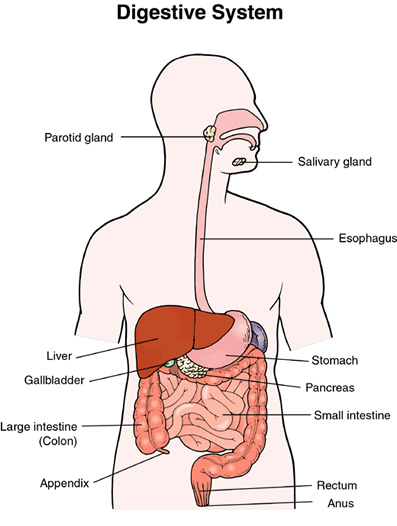 Digestive System
Parotid gland
Salivary gland
Esophagus
Liver
Stomach
Gallbladder
Pancreas
Small intestine
Large intestine
(Colon)
Appendix
Rectum
Anus